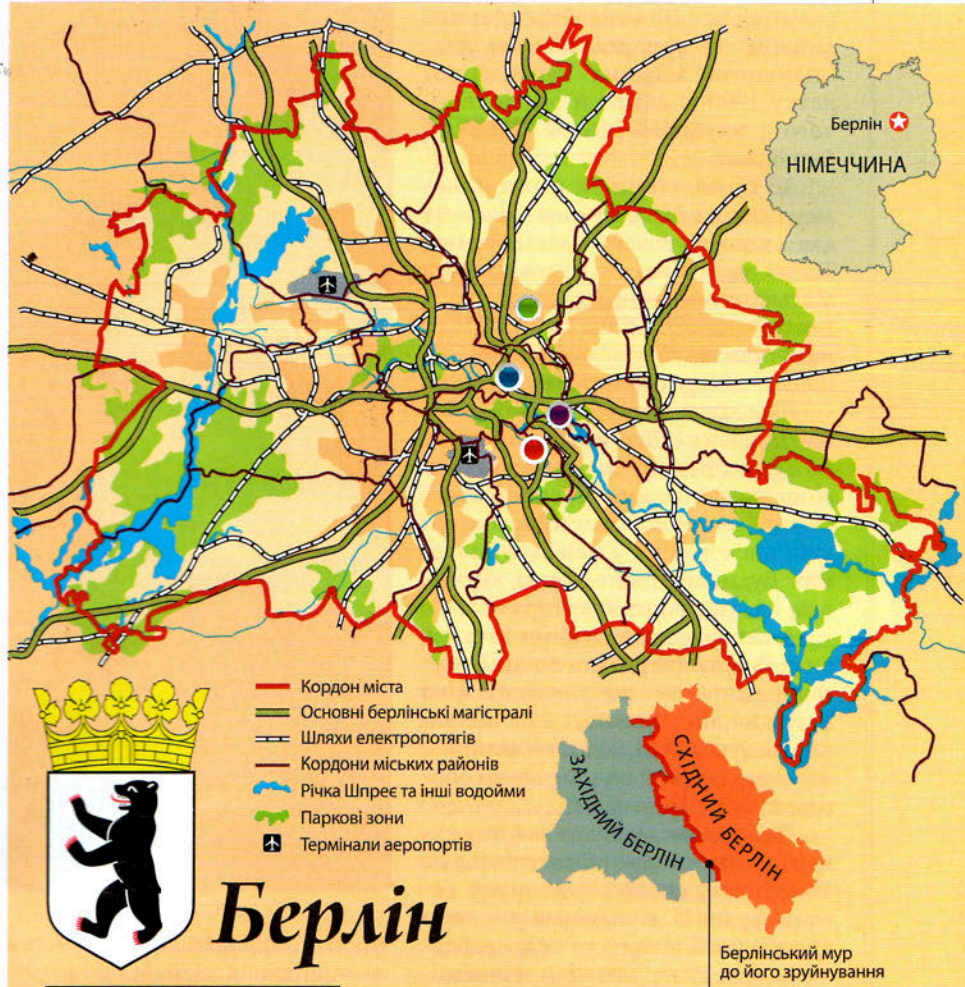 Берлін
НІМЕЧЧИНА
Кордон міста
Основні берлінські магістралі
Шляхи електропотягів
Кордони міських районів
Річка Шпреє та інші водойми
Паркові зони
Термінали аеропортів
ЗАХІДНИЙ БЕРЛІН
СХІДНИЙ БЕРЛІН
Берлін
Берлінський мур
до його зруйнування